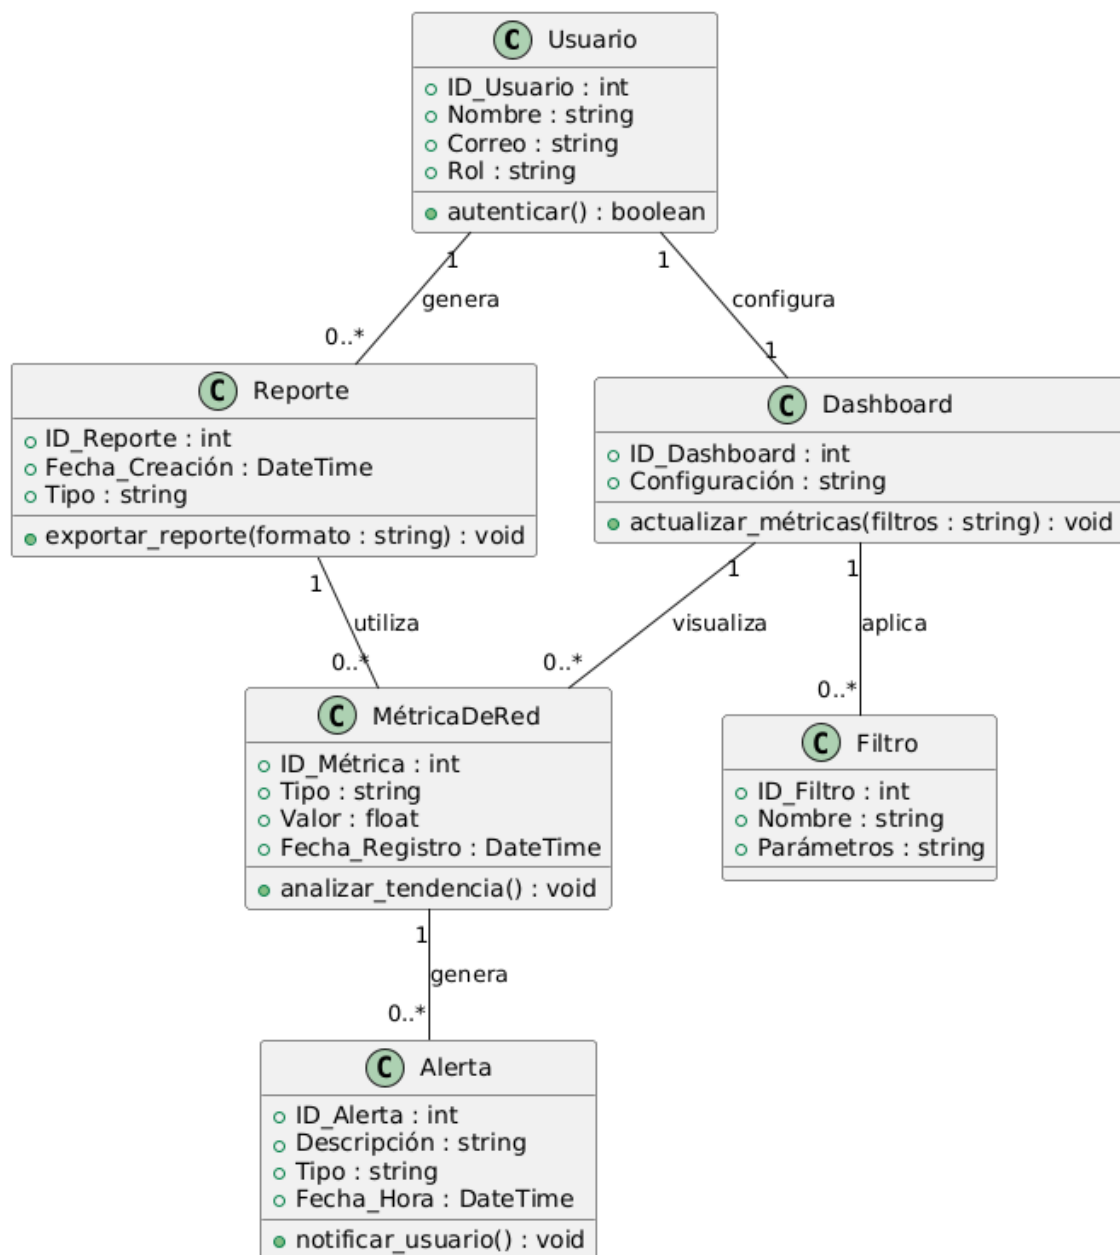 C Usuario
ID_Usuario : int
Nombre : string
Correo : string
Rol : string
autenticar() : boolean
1
1
genera
configura
0..*
1
C Reporte
ID_Reporte : int
Fecha_Creación : DateTime
Tipo : string
exportar_reporte(formato : string) : void
C Dashboard
ID_Dashboard : int
Configuración : string
actualizar_métricas(filtros : string) : void
1
1
1
utiliza
visualiza
aplica
0..*
0..*
0..*
C MétricaDeRed
ID_Métrica : int
Tipo : string
Valor : float
Fecha_Registro : DateTime
analizar_tendencia() : void
C Filtro
ID_Filtro : int
Nombre : string
Parámetros : string
1
genera
0..*
C Alerta
ID_Alerta : int
Descripción : string
Tipo : string
Fecha_Hora : DateTime
notificar_usuario() : void